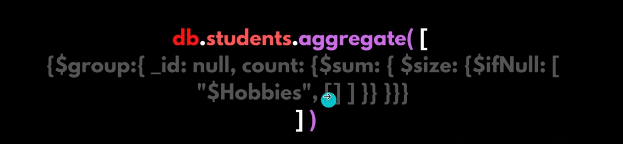 db.students.aggregate( [
{$group:{ _id: null, count: {$sum: { $size: {$ifNull: [
"$Hobbies", [] ] }} }}}
] )